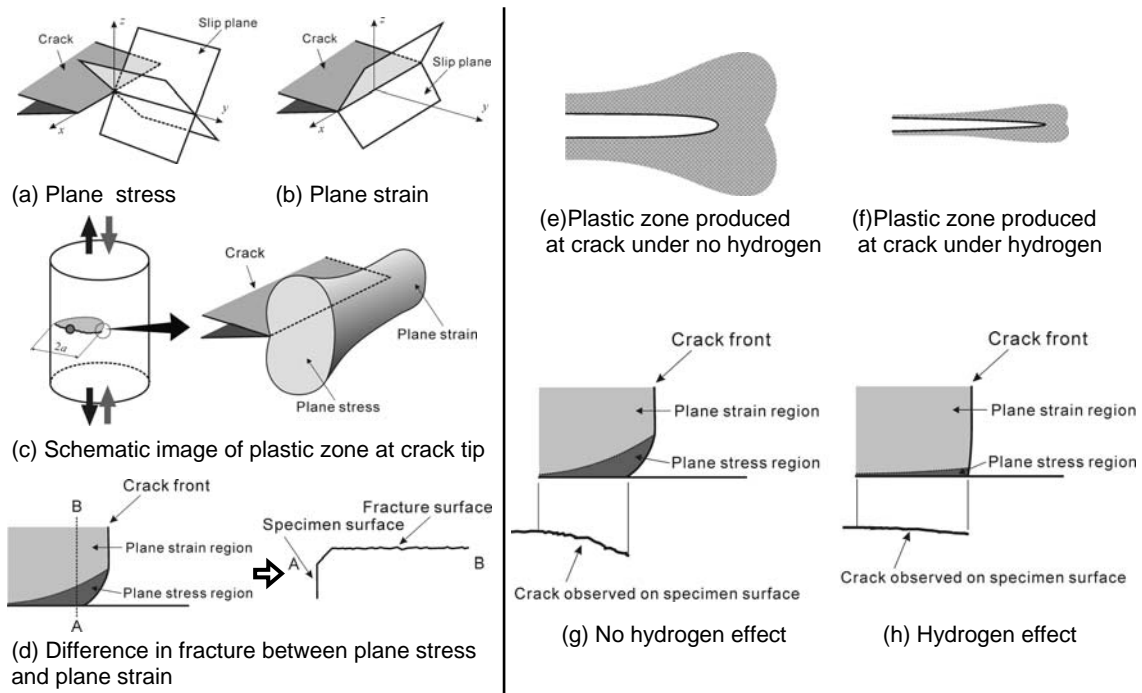 z
Slip plane
Crack
y
x
(a) Plane stress
z
Crack
Slip plane
y
x
(b) Plane strain
2a
Crack
Plane strain
Plane stress
(c) Schematic image of plastic zone at crack tip
B
Crack front
Plane strain region
Plane stress region
A
Fracture surface
Specimen surface
A
B
(d) Difference in fracture between plane stress
and plane strain
(e)Plastic zone produced
at crack under no hydrogen
(f)Plastic zone produced
at crack under hydrogen
Crack front
Plane strain region
Plane stress region
Crack observed on specimen surface
(g) No hydrogen effect
Crack front
Plane strain region
Plane stress region
Crack observed on specimen surface
(h) Hydrogen effect